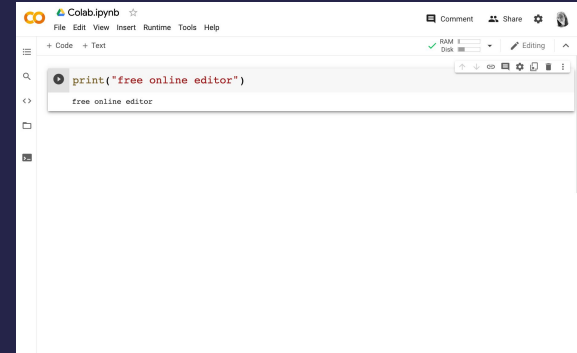 Colab.ipynb
Comment Share
File Edit View Insert Runtime Tools Help
+ Code + Text
RAM
Disk
Editing
print("free online editor")
free online editor